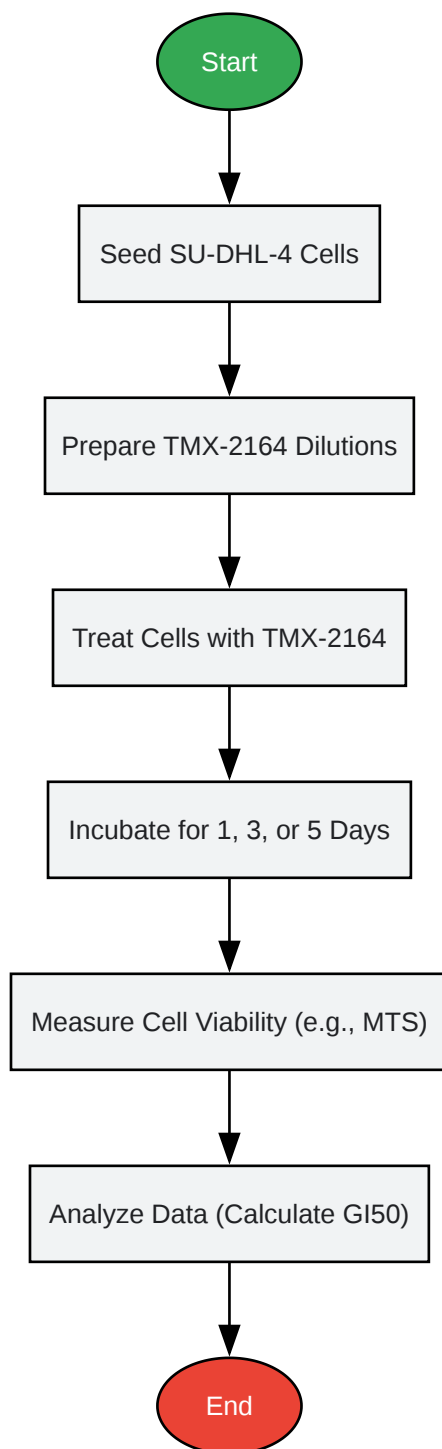 Start
Seed SU-DHL-4 Cells
Prepare TMX-2164 Dilutions
Treat Cells with TMX-2164
Incubate for 1, 3, or 5 Days
Measure Cell Viability (e.g., MTS)
Analyze Data (Calculate GI50)
End